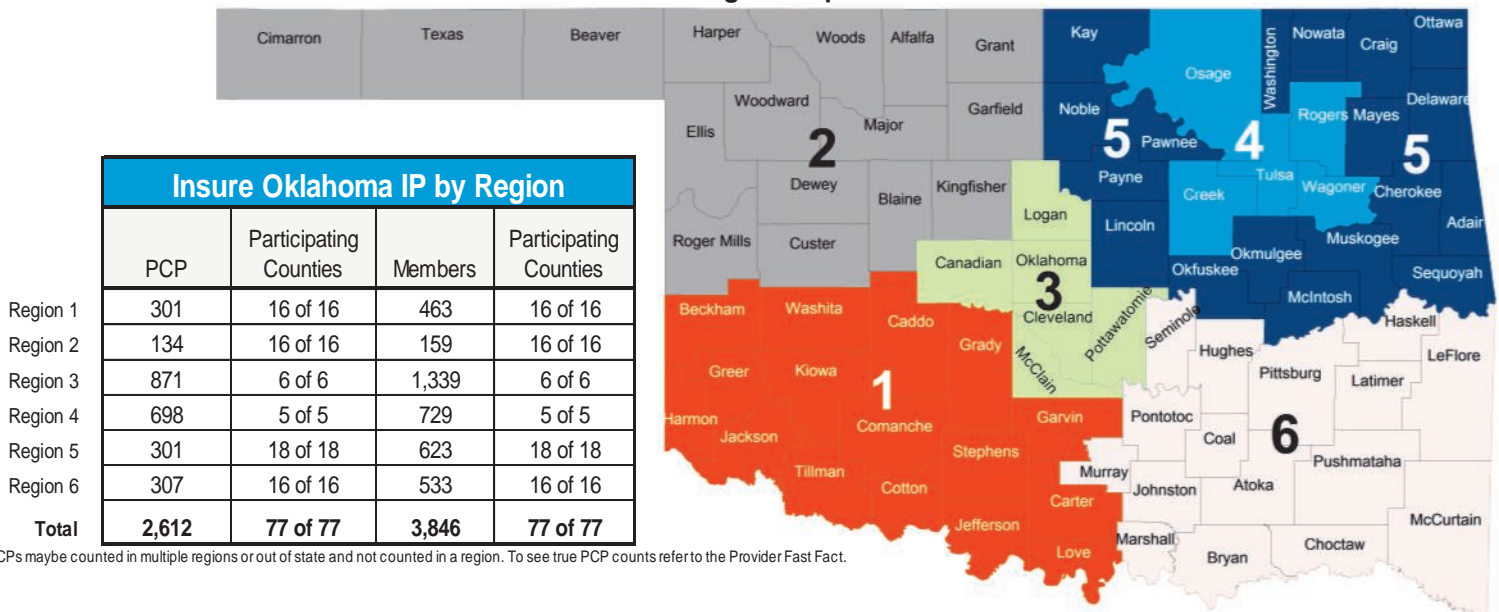 Insure Oklahoma IP by Region
PCP Participating Counties Members Participating Counties
Region 1 301 16 of 16 463 16 of 16
Region 2 134 16 of 16 159 16 of 16
Region 3 871 6 of 6 1,339 6 of 6
Region 4 698 5 of 5 729 5 of 5
Region 5 301 18 of 18 623 18 of 18
Region 6 307 16 of 16 533 16 of 16
Total 2,612 77 of 77 3,846 77 of 77
CPs maybe counted in multiple regions or out of state and not counted in a region. To see true PCP counts refer to the Provider Fast Fact.
Cimarron
Texas
Beaver
Harper
Woods
Alfalfa
Grant
Woodward
Garfield
Ellis
Major
2
Dewey
Blaine
Kingfisher
Roger Mills
Custer
Kay
Osage
Washington
Nowata
Craig
Ottawa
Noble
5
Pawnee
4
Rogers
Mayes
Delaware
5
Payne
Tulsa
Creek
Wagoner
Cherokee
Lincoln
Adair
Muskogee
Okmulgee
Okfuskee
Sequoyah
McIntosh
Logan
Canadian
Oklahoma
3
Cleveland
Pottawatomie
McClain
Seminole
Beckham
Washita
Caddo
Grady
Greer
Kiowa
1
Harmon
Jackson
Comanche
Garvin
Stephens
Tillman
Cotton
Carter
Jefferson
Love
Haskell
Hughes
Pittsburg
LeFlore
Latimer
Pontotoc
Coal
6
Murray
Pushmataha
Johnston
Atoka
McCurtain
Marshall
Bryan
Choctaw